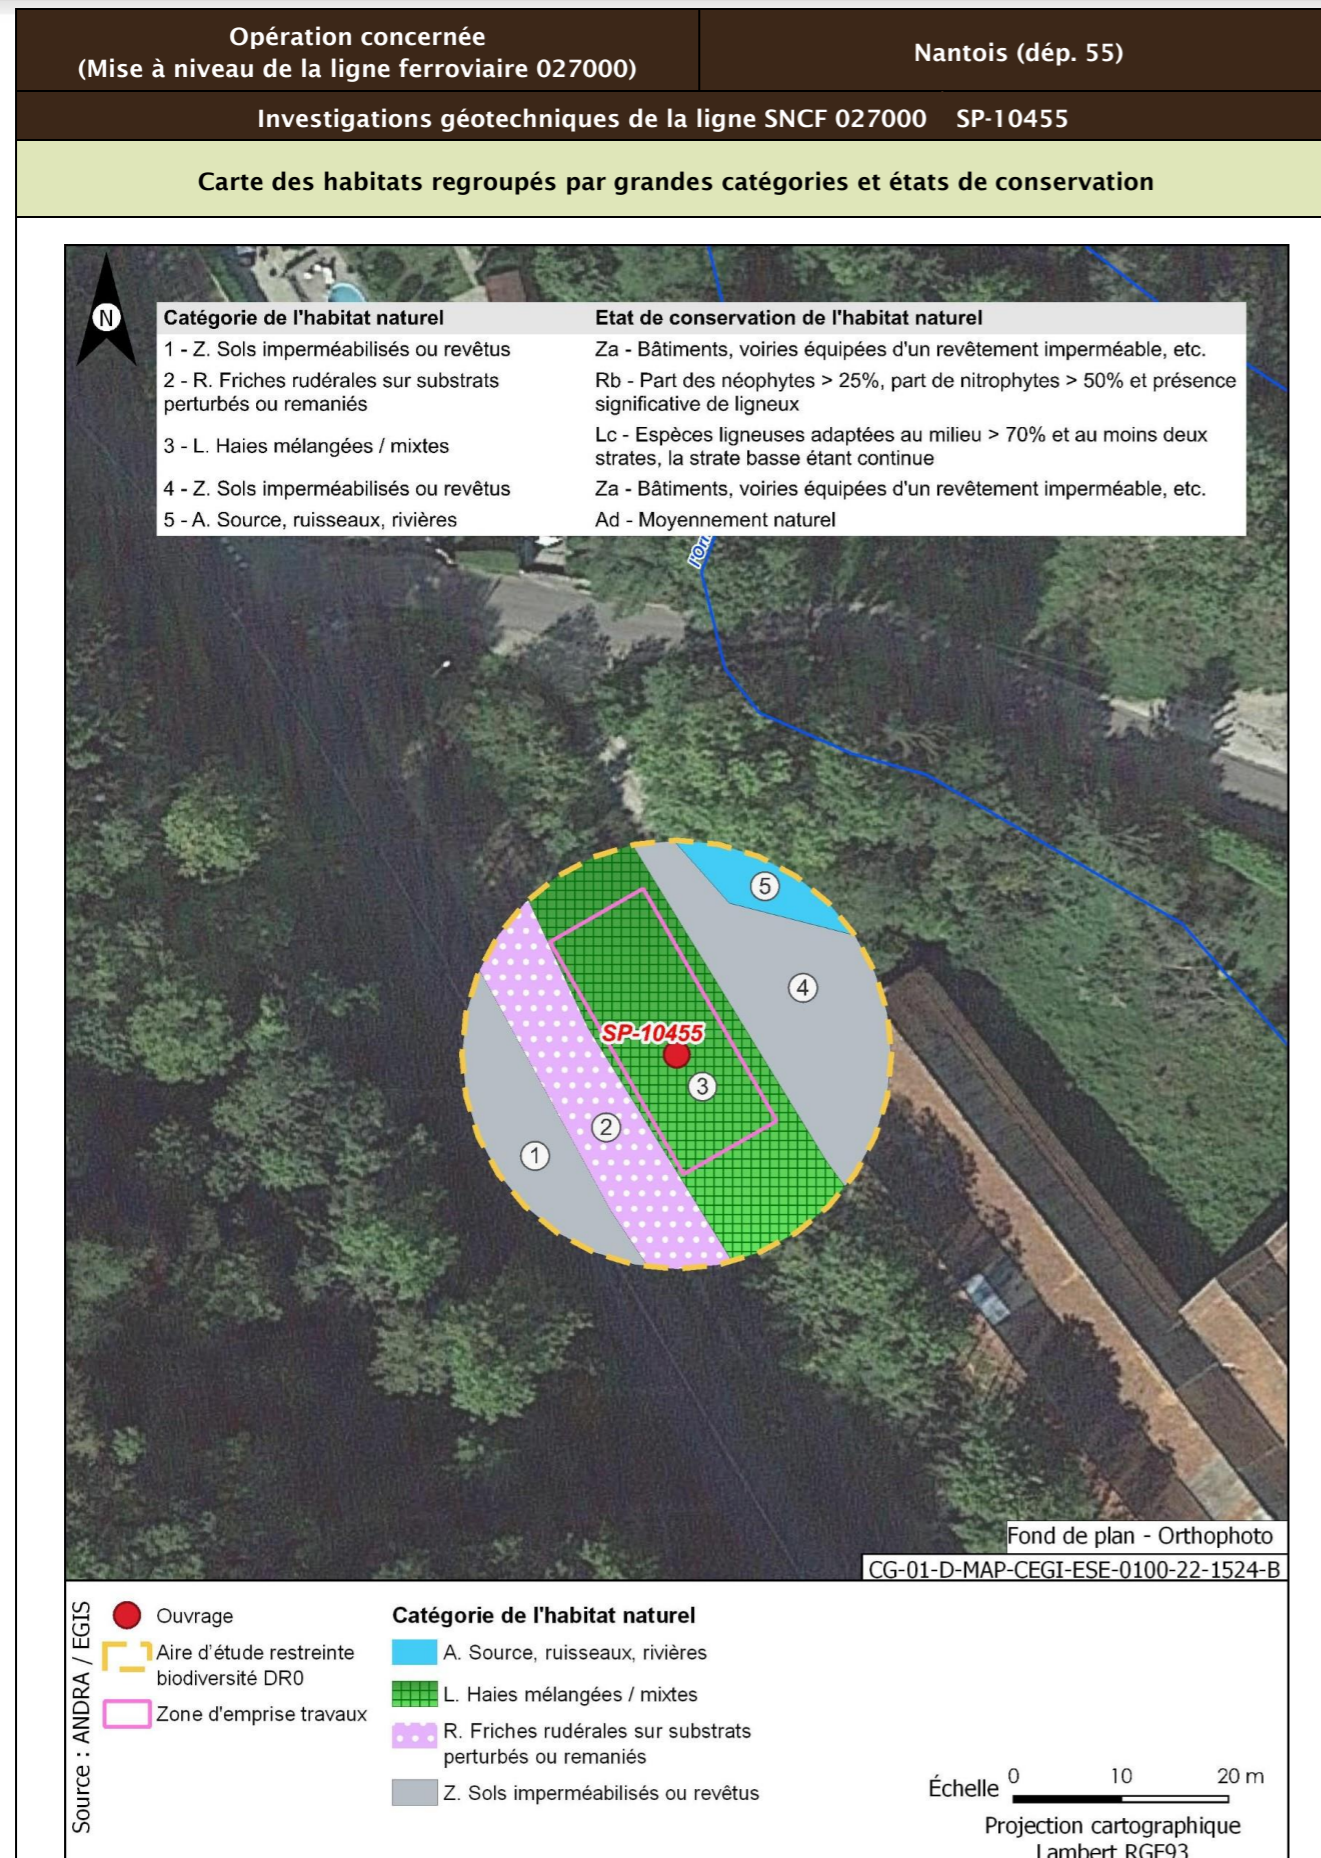 Opération concernée
(Mise à niveau de la ligne ferroviaire 027000)
Nantois (dép. 55)
Investigations géotechniques de la ligne SNCF 027000 SP-10455
Carte des habitats regroupés par grandes catégories et états de conservation
N
Catégorie de l'habitat naturel
Etat de conservation de l'habitat naturel
1 - Z. Sols imperméabilisés ou revêtus
Za - Bâtiments, voiries équipées d'un revêtement imperméable, etc.
2 - R. Friches rudérales sur substrats
perturbés ou remaniés
Rb - Part des néophytes > 25%, part de nitrophytes > 50% et présence
significative de ligneux
3 - L. Haies mélangées / mixtes
Lc - Espèces ligneuses adaptées au milieu > 70% et au moins deux
strates, la strate basse étant continue
4 - Z. Sols imperméabilisés ou revêtus
Za - Bâtiments, voiries équipées d'un revêtement imperméable, etc.
5 - A. Source, ruisseaux, rivières
Ad - Moyennement naturel
5
4
SP-10455
3
2
1
Fond de plan - Orthophoto
CG-01-D-MAP-CEGI-ESE-0100-22-1524-B
Source : ANDRA / EGIS
Ouvrage
Aire d'étude restreinte
biodiversité DR0
Zone d'emprise travaux
Catégorie de l'habitat naturel
A. Source, ruisseaux, rivières
L. Haies mélangées / mixtes
R. Friches rudérales sur substrats
perturbés ou remaniés
Z. Sols imperméabilisés ou revêtus
Échelle 0 10 20 m
Projection cartographique
Lambert RGF93